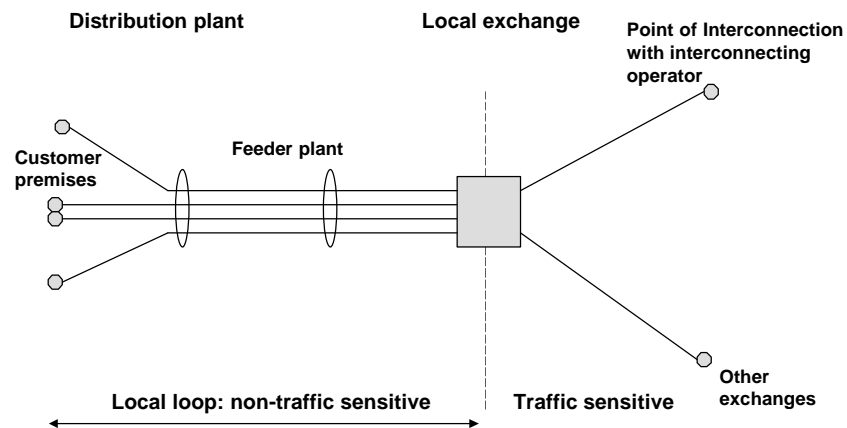 Distribution plant
Local exchange
Point of Interconnection
with interconnecting
operator
Feeder plant
Customer
premises
Other
exchanges
Local loop: non-traffic sensitive
Traffic sensitive